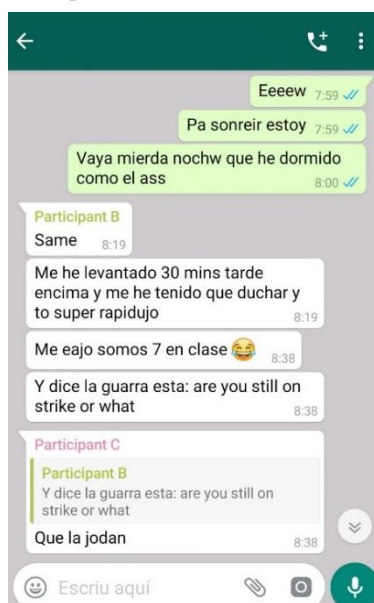 Eeeew 7:59
Pa sonreir estoy 7:59
Vaya mierda nochw que he dormido
como el ass
8:00
Participant B
Same 8:19
Me he levantado 30 mins tarde
encima y me he tenido que duchar y
to super rapidujo
8:19
Me eajo somos 7 en clase 😂 8:38
Y dice la guarra esta: are you still on
strike or what
8:38
Participant C
Participant B
Y dice la guarra esta: are you still on
strike or what
Que la jodan
8:38
Escriu aquí